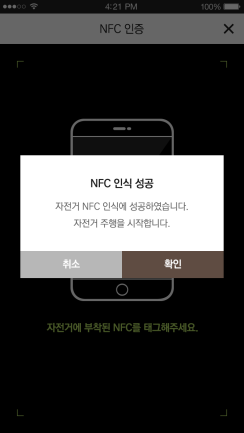 4:21 PM 100%
NFC 인증
NFC 인식 성공
자전거 NFC 인식에 성공하였습니다.
자전거 주행을 시작합니다.
취소 확인
자전거에 부착된 NFC를 태그해주세요.